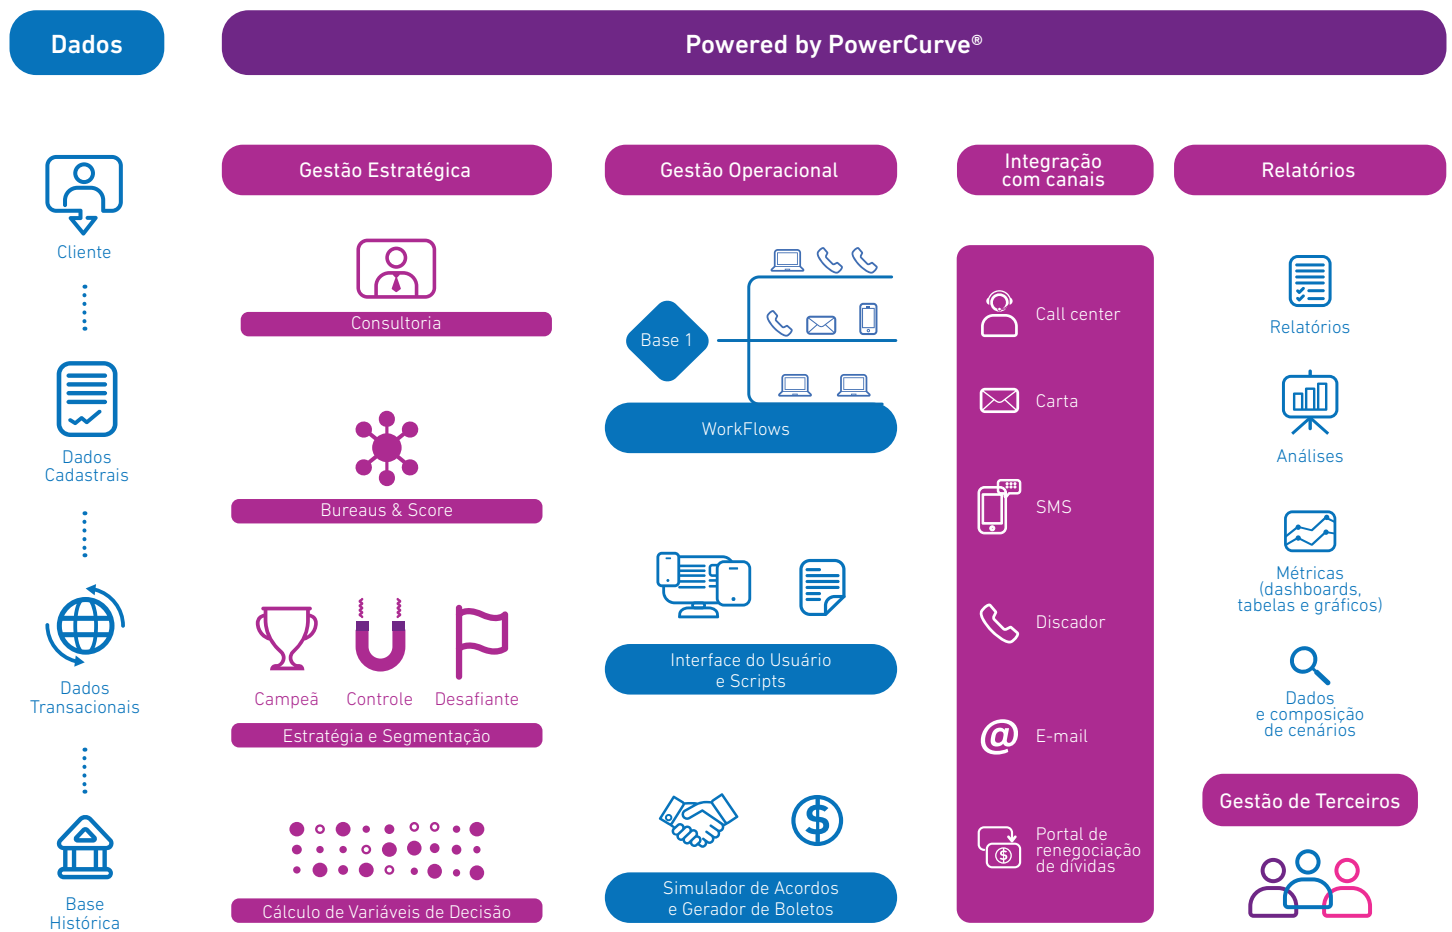 Dados
Powered by PowerCurve®
Cliente
Dados
Cadastrais
Dados
Transacionais
Base
Histórica
Gestão Estratégica
Consultoria
Bureaus & Score
Campeã
Controle
Desafiante
Estratégia e Segmentação
Cálculo de Variáveis de Decisão
Gestão Operacional
Base 1
WorkFlows
Interface do Usuário
e Scripts
Simulador de Acordos
e Gerador de Boletos
Integração
com canais
Call center
Carta
SMS
Discador
@
E-mail
Portal de
renegociação
de dívidas
Relatórios
Relatórios
Análises
Métricas
(dashboards,
tabelas e gráficos)
Dados
e composição
de cenários
Gestão de Terceiros